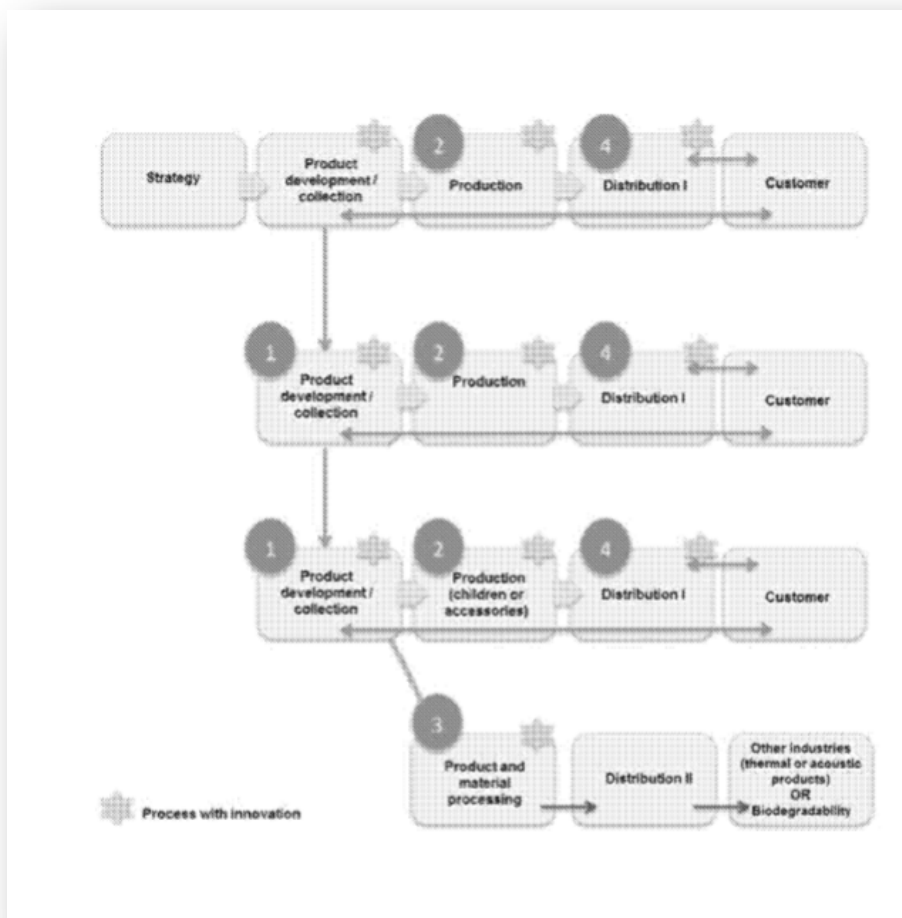 2
4
Strategy
Product
development /
collection
Production
Distribution I
Customer
1
2
4
Product
development /
collection
Production
Distribution I
Customer
1
2
4
Product
development /
collection
Production
(children or
accessories)
Distribution I
Customer
3
Product and
material
processing
Distribution II
Other industries
(thermal or acoustic
products)
OR
Biodegradability
Process with innovation